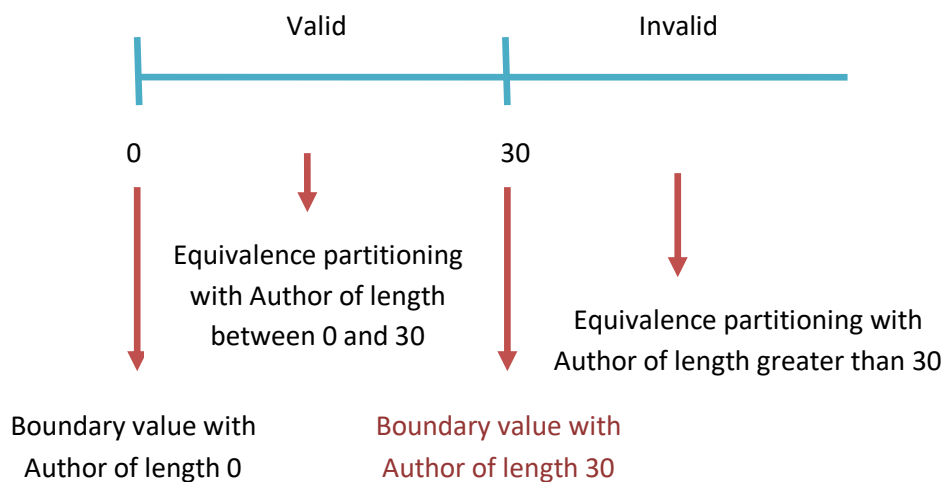 Valid
Invalid
0
30
Equivalence partitioning
with Author of length
between 0 and 30
Equivalence partitioning with
Author of length greater than 30
Boundary value with
Author of length 0
Boundary value with
Author of length 30